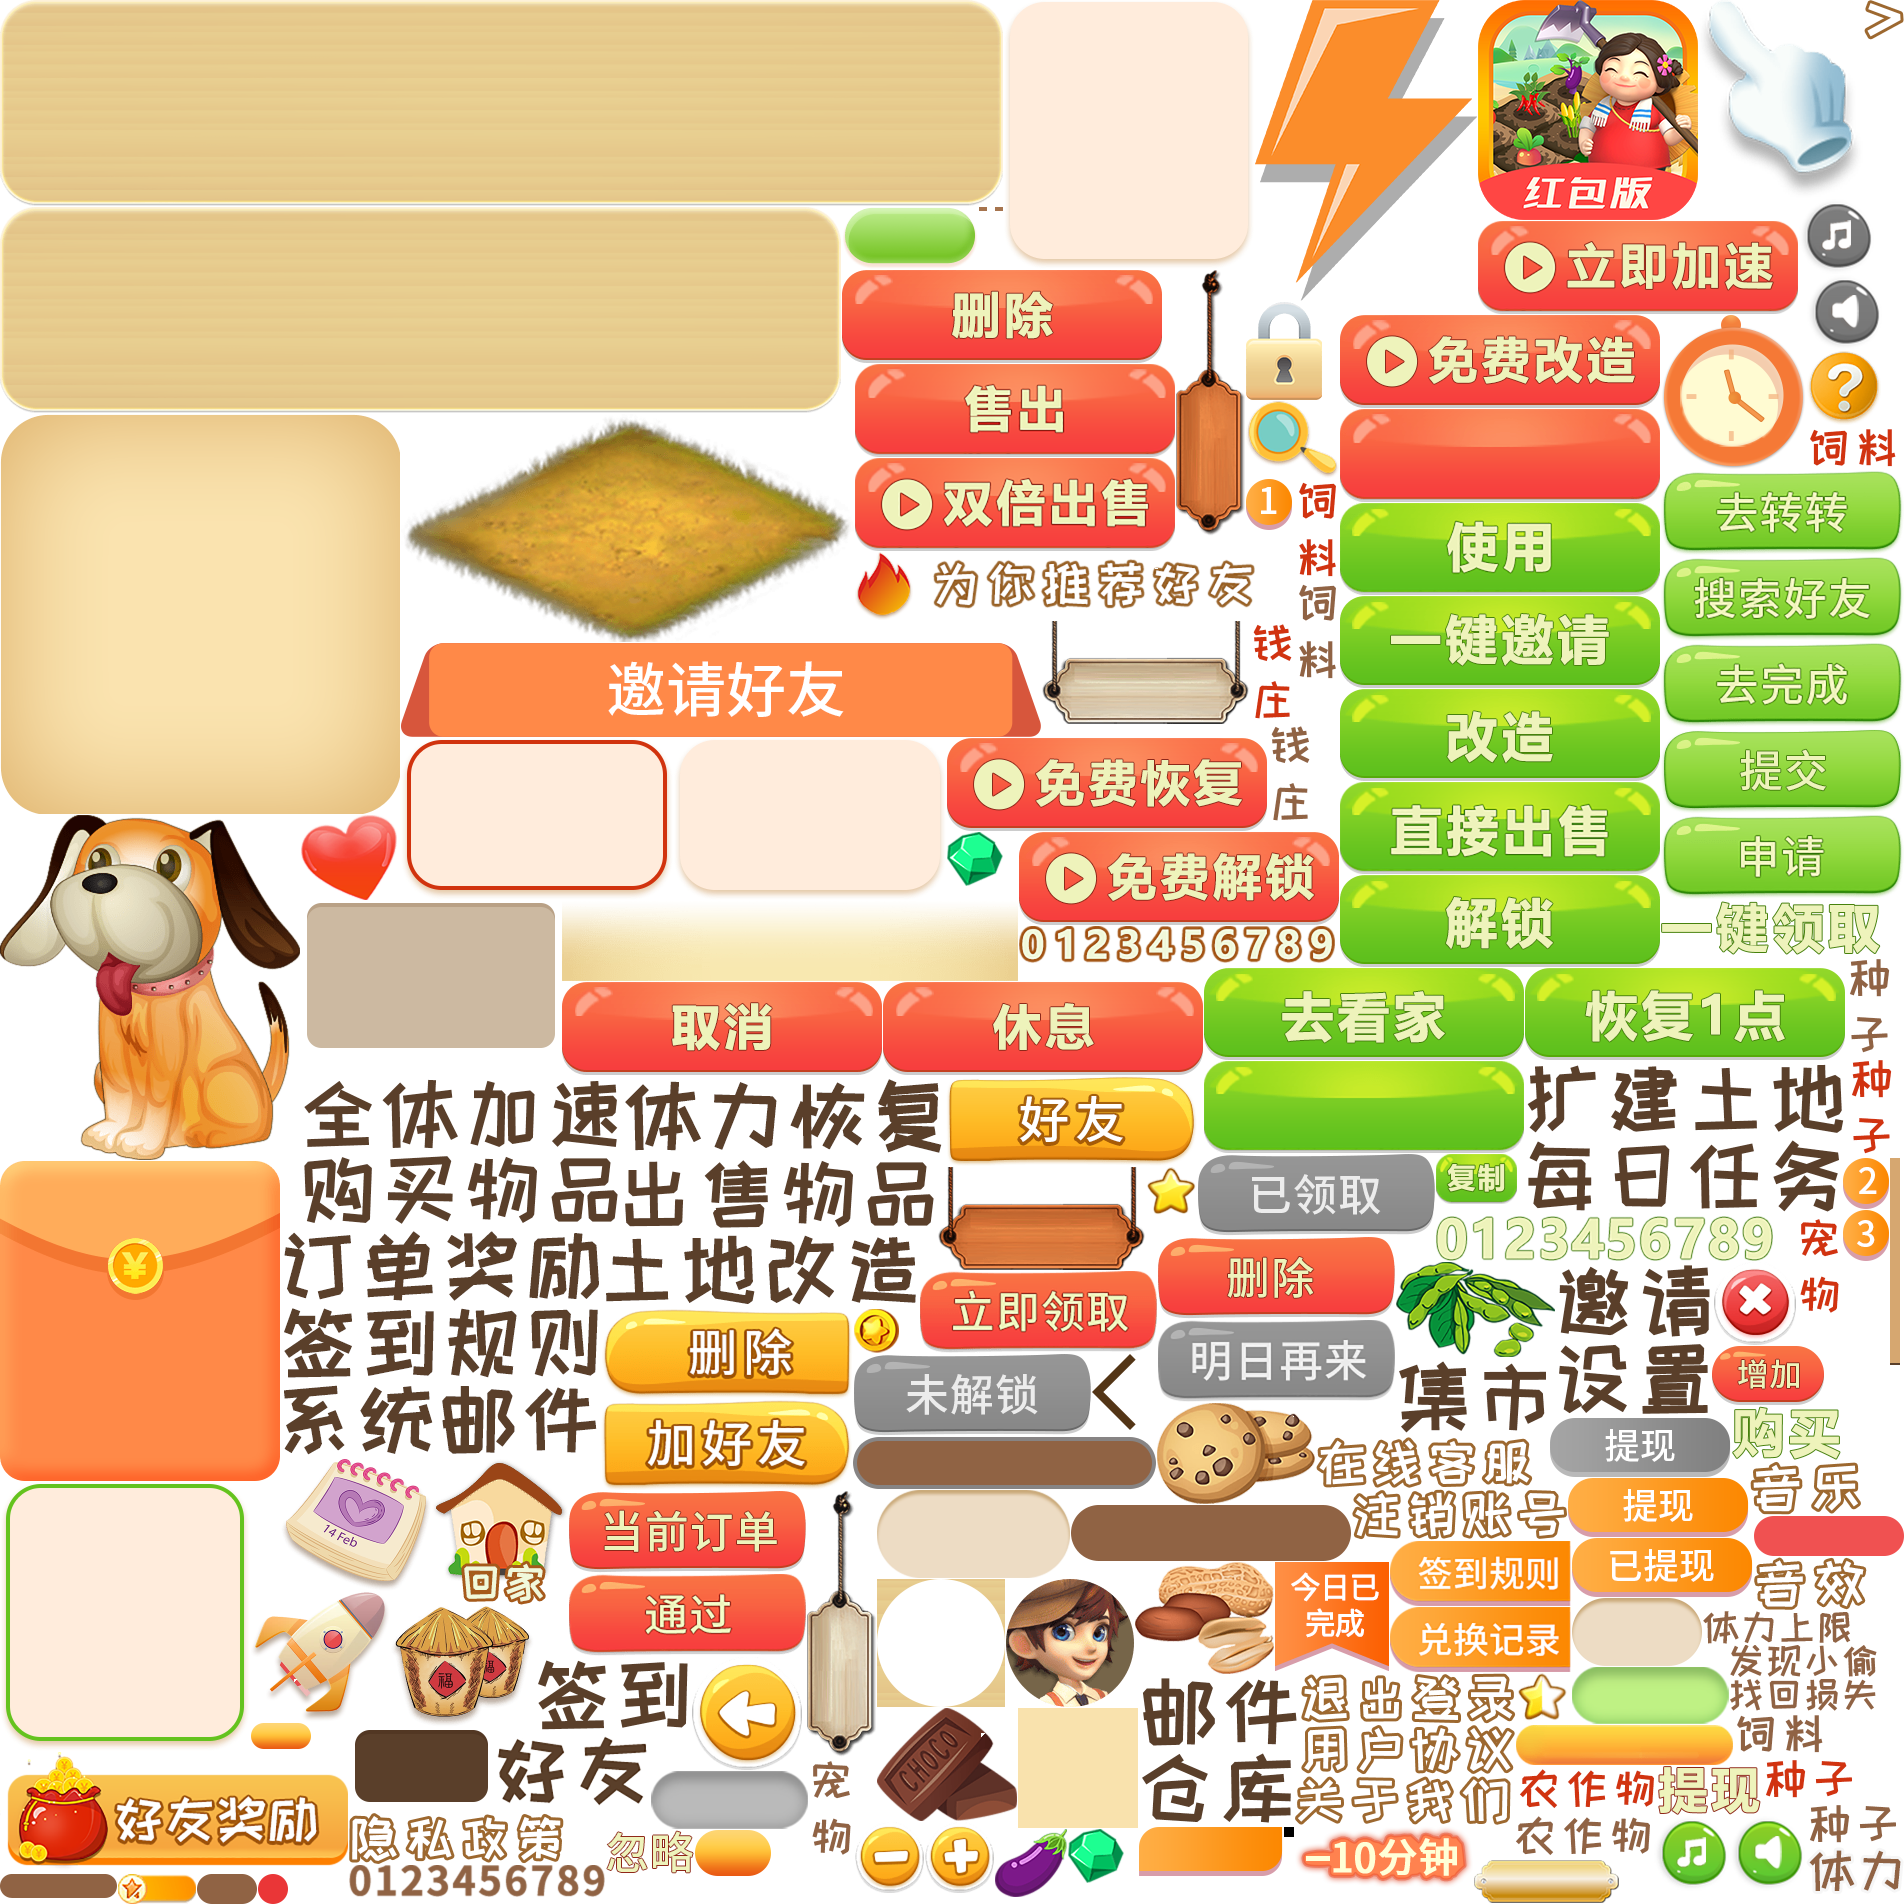 红包版
立即加速
删除
免费改造
售出
饲料
双倍出售
1
饲料
去转转
使用
为你推荐好友
饲料
搜索好友
一键邀请
钱庄
邀请好友
去完成
改造
钱庄
免费恢复
提交
直接出售
免费解锁
申请
解锁
一键领取
0123456789
种子
取消
休息
去看家
恢复1点
全体加速
体力恢复
好友
扩建土地
种子
购买物品
出售物品
已领取
复制
每日任务
2
¥
订单奖励
土地改造
0123456789
宠物
3
立即领取
删除
邀请
签到规则
删除
明日再来
设置
增加
未解锁
集市
系统邮件
加好友
提现
购买
在线客服
14 Feb
当前订单
注销账号
提现
音乐
回家
通过
今日已
完成
签到规则
已提现
音效
福
福
兑换记录
体力上限
签到
发现小偷
邮件
退出登录
找回损失
CHOCO
好友
用户协议
饲料
宠物
仓库
关于我们
农作物
提现
种子
好友奖励
隐私政策
忽略
农作物
种子
−10分钟
0123456789
体力